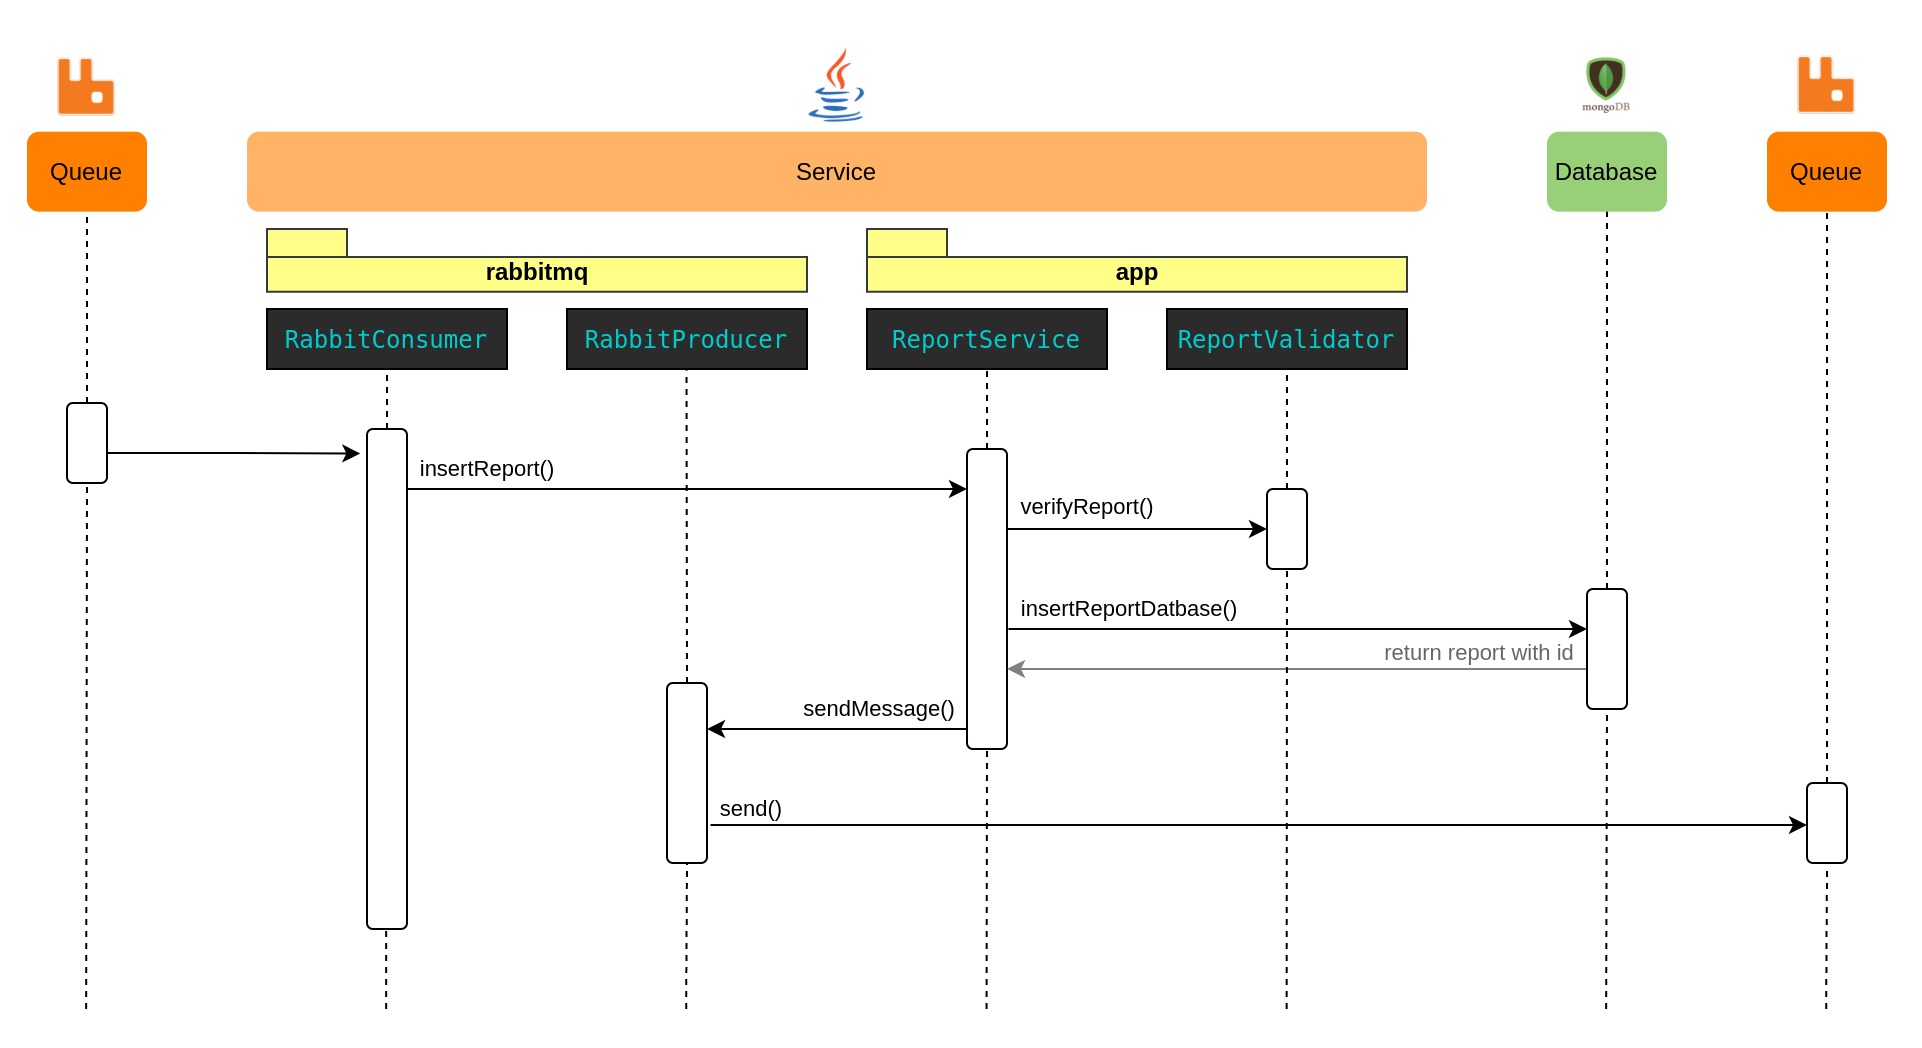 mongoDB
Queue
Service
Database
Queue
rabbitmq
app
RabbitConsumer
RabbitProducer
ReportService
ReportValidator
insertReport()
verifyReport()
insertReportDatbase()
return report with id
sendMessage()
send()